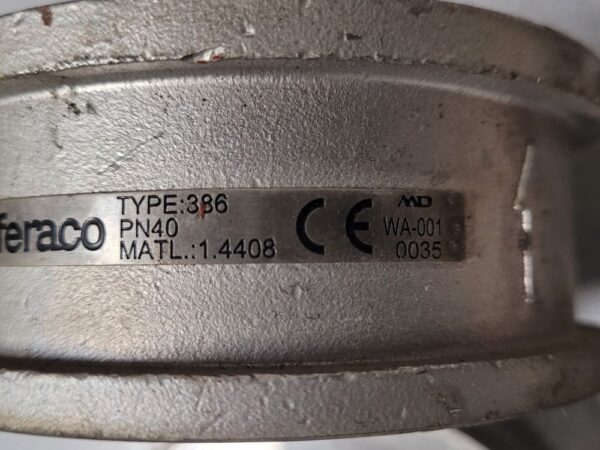 feraco
TYPE:386
PN40
MATL.:1.4408
CE
WA-001
0035